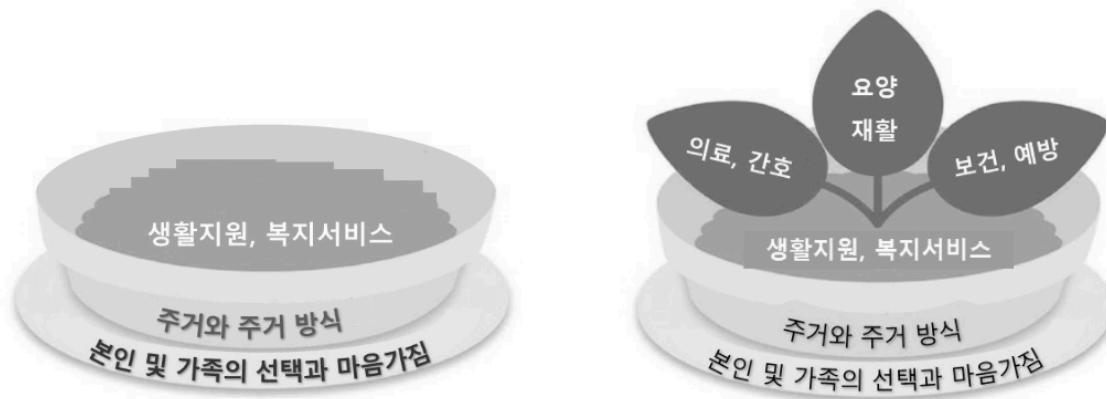 생활지원, 복지서비스
주거와 주거 방식
본인 및 가족의 선택과 마음가짐
요양
재활
의료, 간호
보건, 예방
생활지원, 복지서비스
주거와 주거 방식
본인 및 가족의 선택과 마음가짐